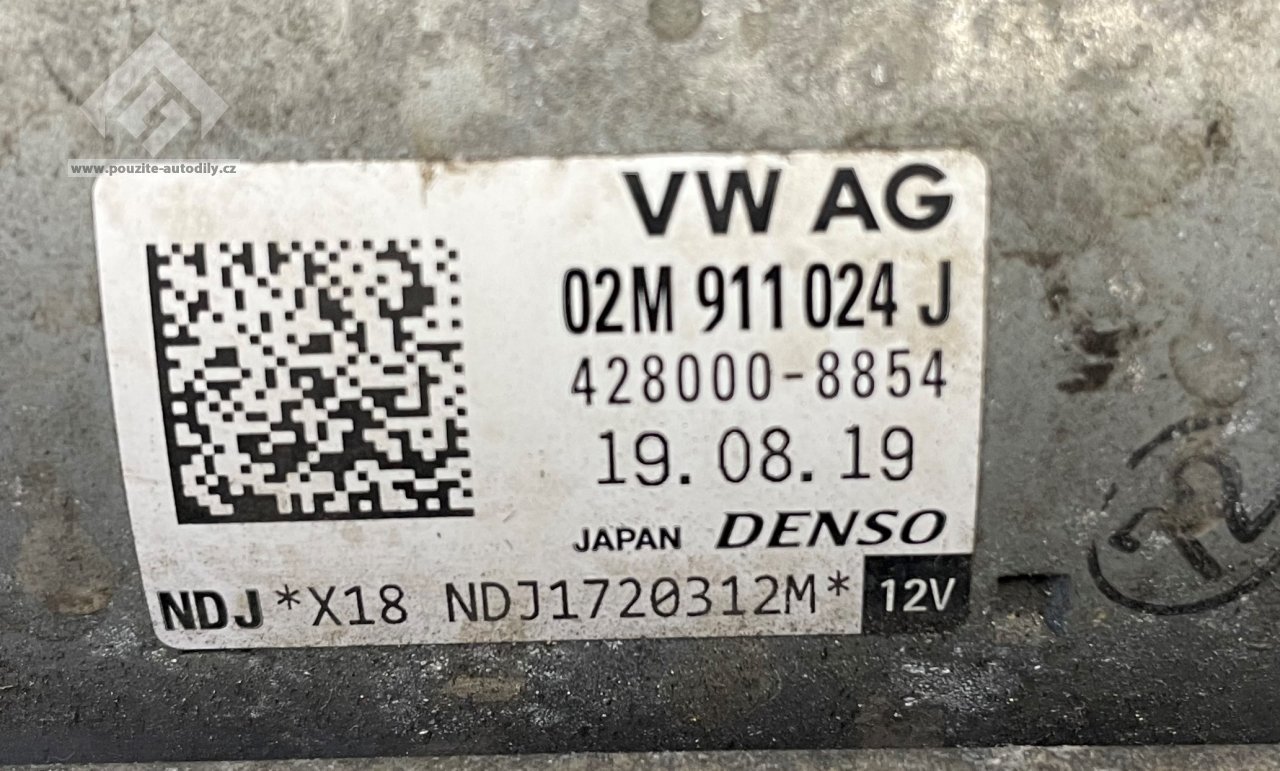 www.pouzite-autodily.cz
VW AG
02M 911 024 J
428000-8854
19.08.19
JAPAN DENSO
NDJ *X18 NDJ1720312M* 12V